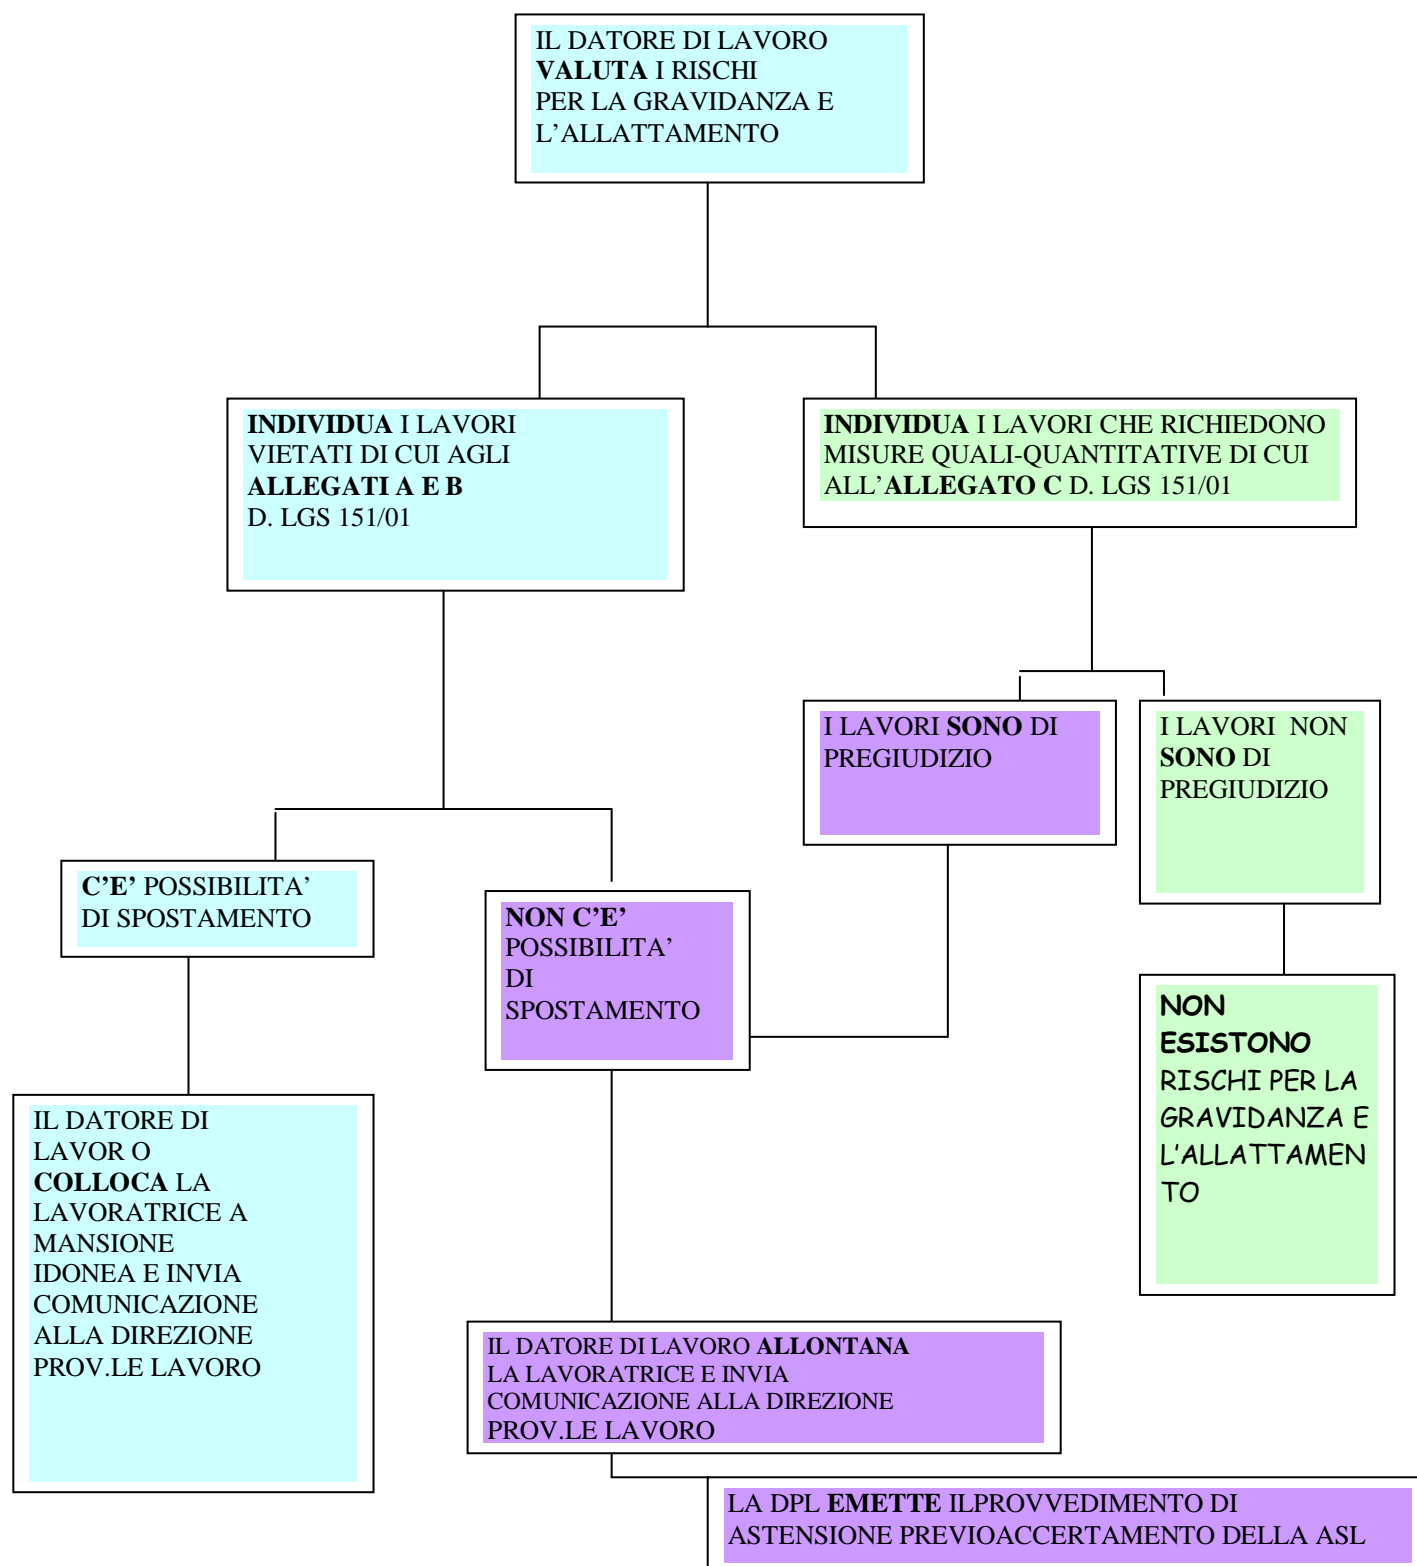 IL DATORE DI LAVORO
VALUTA I RISCHI
PER LA GRAVIDANZA E
L’ALLATTAMENTO
INDIVIDUA I LAVORI
VIETATI DI CUI AGLI
ALLEGATI A E B
D. LGS 151/01
INDIVIDUA I LAVORI CHE RICHIEDONO
MISURE QUALI-QUANTITATIVE DI CUI
ALL’ALLEGATO C D. LGS 151/01
I LAVORI SONO DI
PREGIUDIZIO
I LAVORI NON
SONO DI
PREGIUDIZIO
C’E’ POSSIBILITA’
DI SPOSTAMENTO
NON C’E’
POSSIBILITA’
DI
SPOSTAMENTO
NON
ESISTONO
RISCHI PER LA
GRAVIDANZA E
L’ALLATTAMEN
TO
IL DATORE DI
LAVOR O
COLLOCA LA
LAVORATRICE A
MANSIONE
IDONEA E INVIA
COMUNICAZIONE
ALLA DIREZIONE
PROV.LE LAVORO
IL DATORE DI LAVORO ALLONTANA
LA LAVORATRICE E INVIA
COMUNICAZIONE ALLA DIREZIONE
PROV.LE LAVORO
LA DPL EMETTE ILPROVVEDIMENTO DI
ASTENSIONE PREVIOACCERTAMENTO DELLA ASL